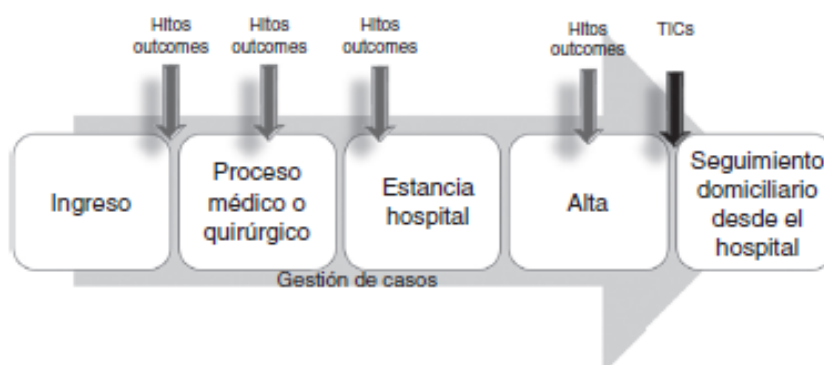 Hitos
outcomes
Hitos
outcomes
Hitos
outcomes
Hitos
outcomes
TICs
Ingreso
Proceso
médico o
quirúrgico
Estancia
hospital
Alta
Seguimiento
domiciliario
desde el
hospital
Gestión de casos